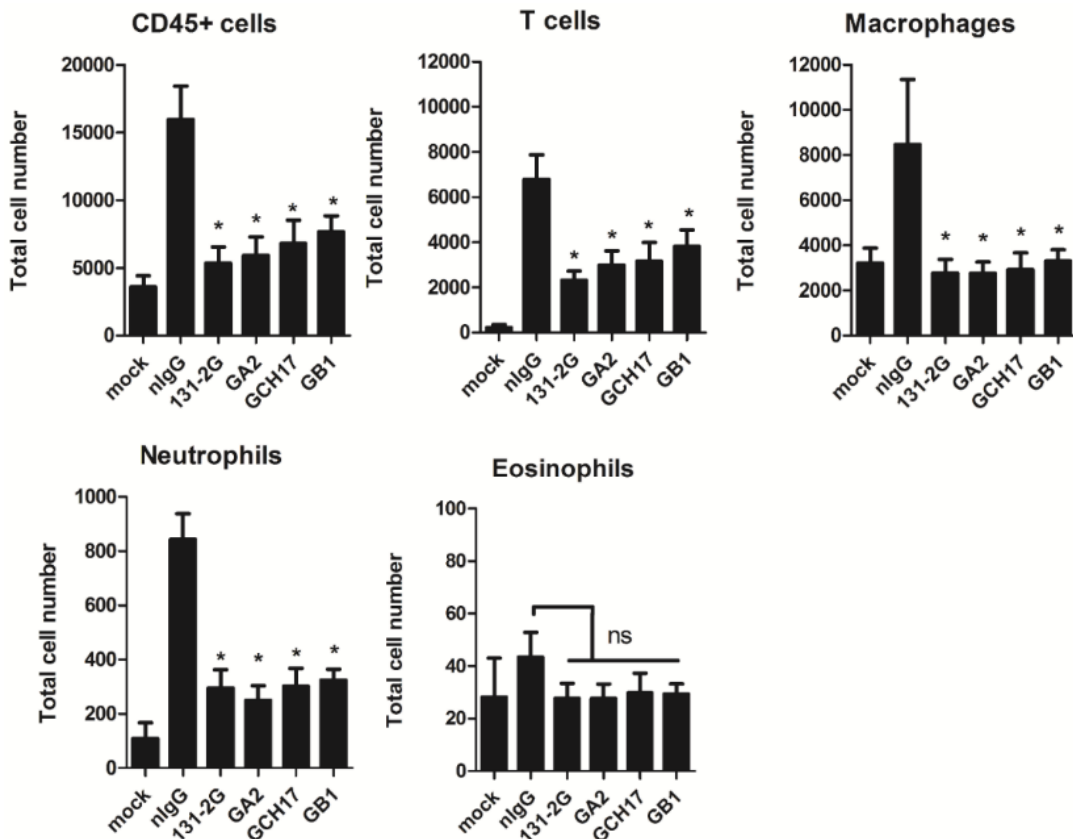 CD45+ cells
Total cell number
20000
15000
10000
5000
0
* * * *
mock
nIgG
131-2G
GA2
GCH17
GB1
T cells
Total cell number
12000
10000
8000
6000
4000
2000
0
* * * *
mock
nIgG
131-2G
GA2
GCH17
GB1
Macrophages
Total cell number
12000
10000
8000
6000
4000
2000
0
* * * *
mock
nIgG
131-2G
GA2
GCH17
GB1
Neutrophils
Total cell number
1000
800
600
400
200
0
* * * *
mock
nIgG
131-2G
GA2
GCH17
GB1
Eosinophils
Total cell number
100
80
60
40
20
0
ns
mock
nIgG
131-2G
GA2
GCH17
GB1